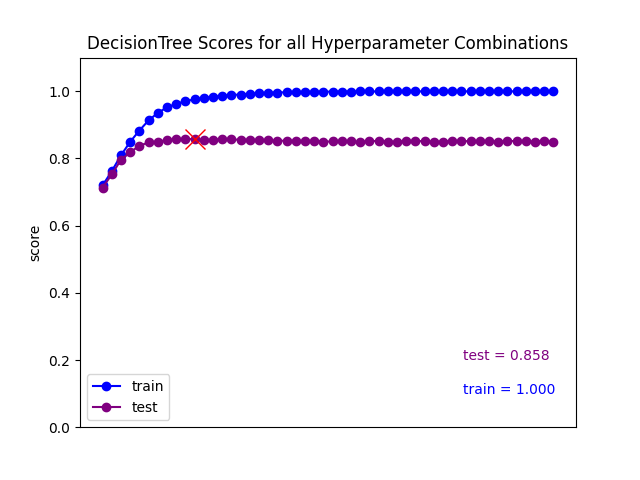 DecisionTree Scores for all Hyperparameter Combinations
1.0
0.8
0.6
0.4
0.2
0.0
score
test = 0.858
train = 1.000
train
test